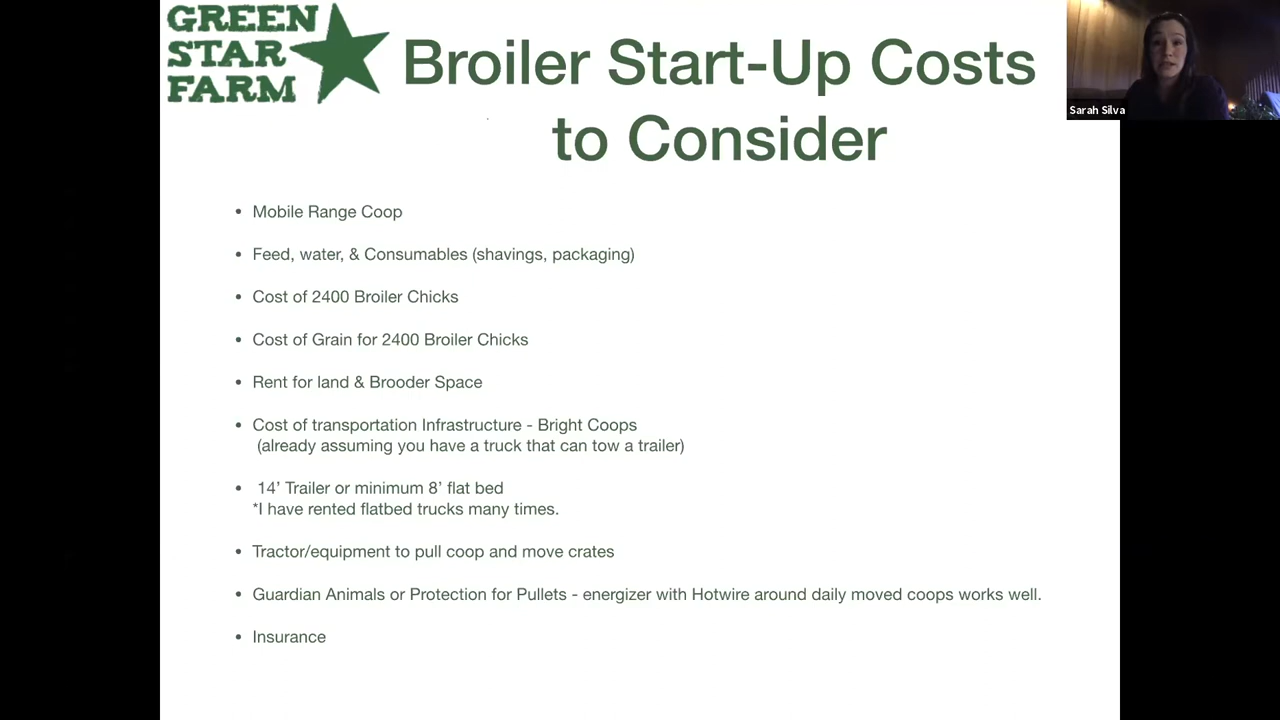 GREEN
STAR
FARM
Broiler Start-Up Costs
to Consider
Sarah Silva
• Mobile Range Coop
• Feed, water, & Consumables (shavings, packaging)
• Cost of 2400 Broiler Chicks
• Cost of Grain for 2400 Broiler Chicks
• Rent for land & Brooder Space
• Cost of transportation Infrastructure - Bright Coops
(already assuming you have a truck that can tow a trailer)
• 14’ Trailer or minimum 8’ flat bed
*I have rented flatbed trucks many times.
• Tractor/equipment to pull coop and move crates
• Guardian Animals or Protection for Pullets - energizer with Hotwire around daily moved coops works well.
• Insurance